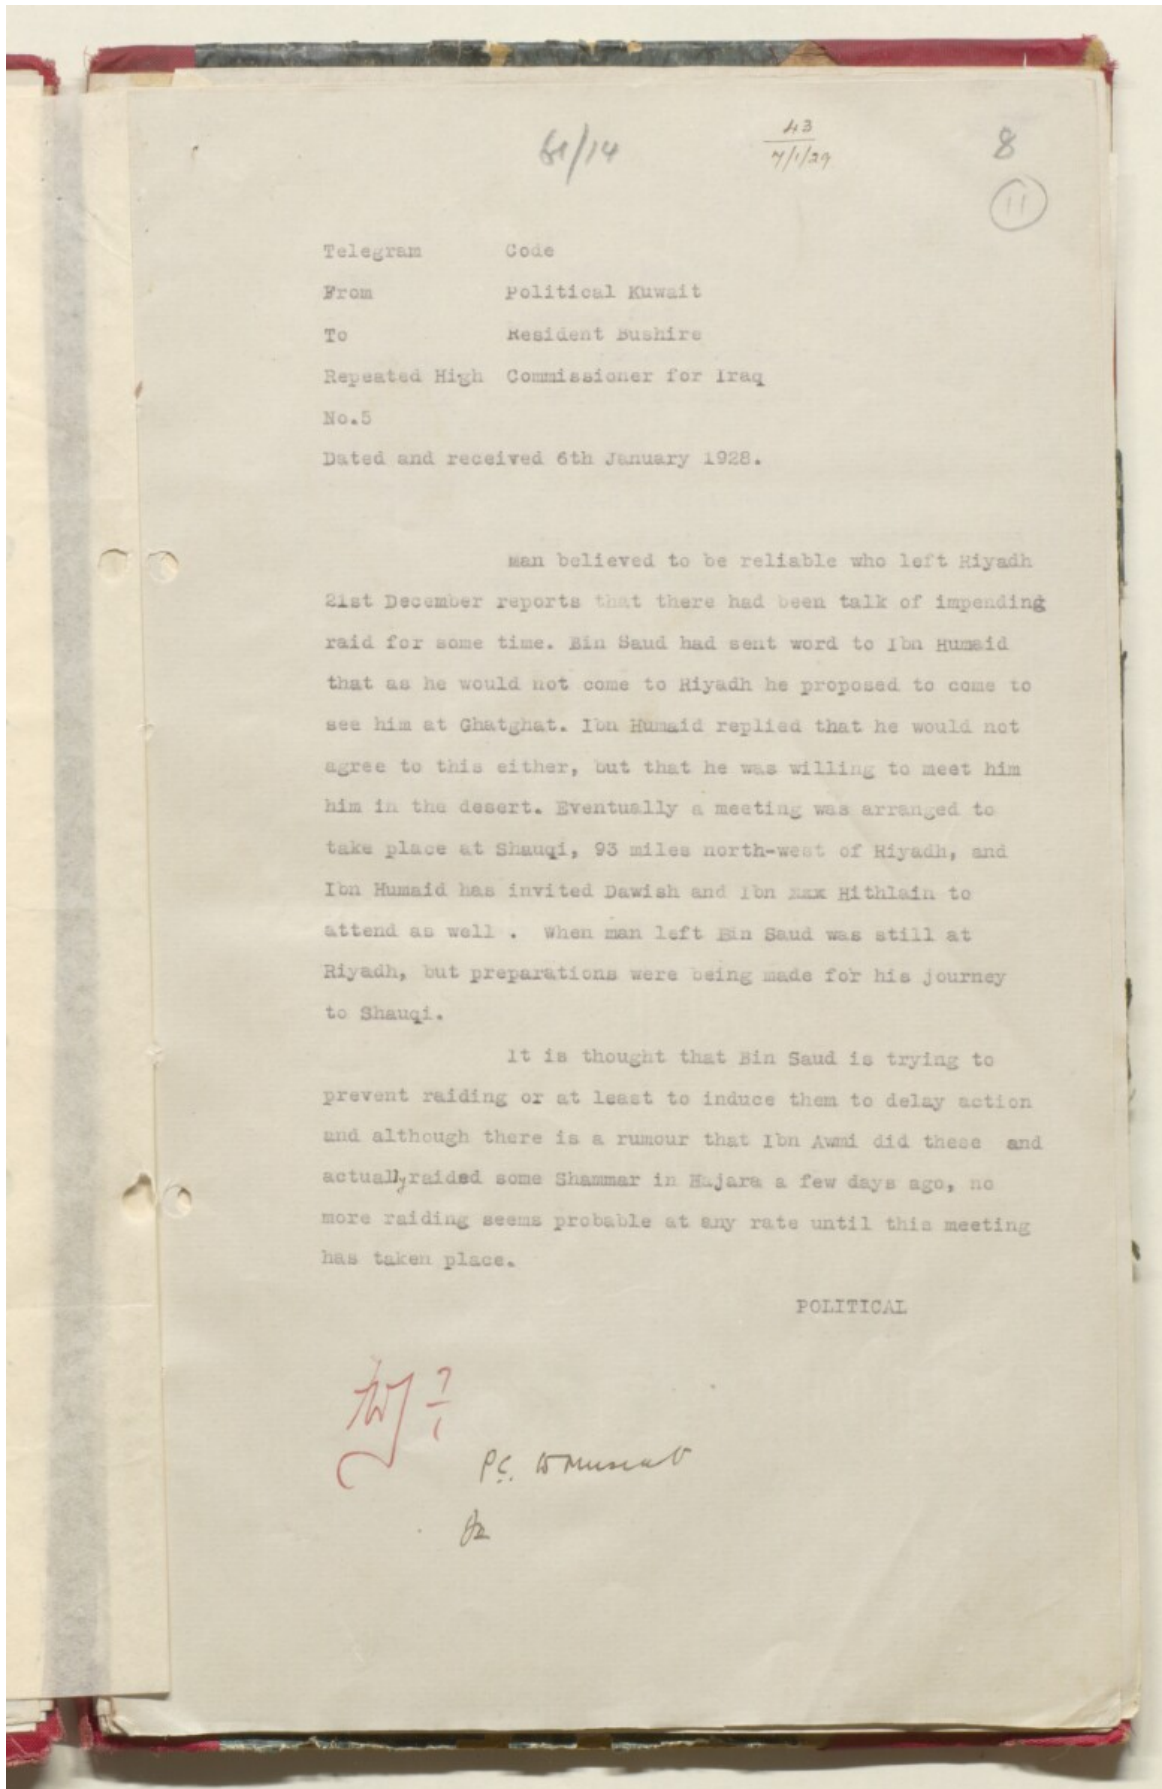 61/14
43
7/1/29
8
11
Telegram Code
From Political Kuwait
To Resident Bushire
Repeated High Commissioner for Iraq
No.5
Dated and received 6th January 1928.
Man believed to be reliable who left Riyadh
21st December reports that there had been talk of impending
raid for some time. Bin Saud had sent word to Ibn Humaid
that as he would not come to Riyadh he proposed to come to
see him at Ghatghat. Ibn Humaid replied that he would not
agree to this either, but that he was willing to meet him
him in the desert. Eventually a meeting was arranged to
take place at Shauqi, 93 miles north-west of Riyadh, and
Ibn Humaid has invited Dawish and Ibn Hithlain to
attend as well . When man left Bin Saud was still at
Riyadh, but preparations were being made for his journey
to Shauqi.
It is thought that Bin Saud is trying to
prevent raiding or at least to induce them to delay action
and although there is a rumour that Ibn Awmi did these and
actually raided some Shammar in Hajara a few days ago, no
more raiding seems probable at any rate until this meeting
has taken place.
POLITICAL
7/1
P.C. to Muscat